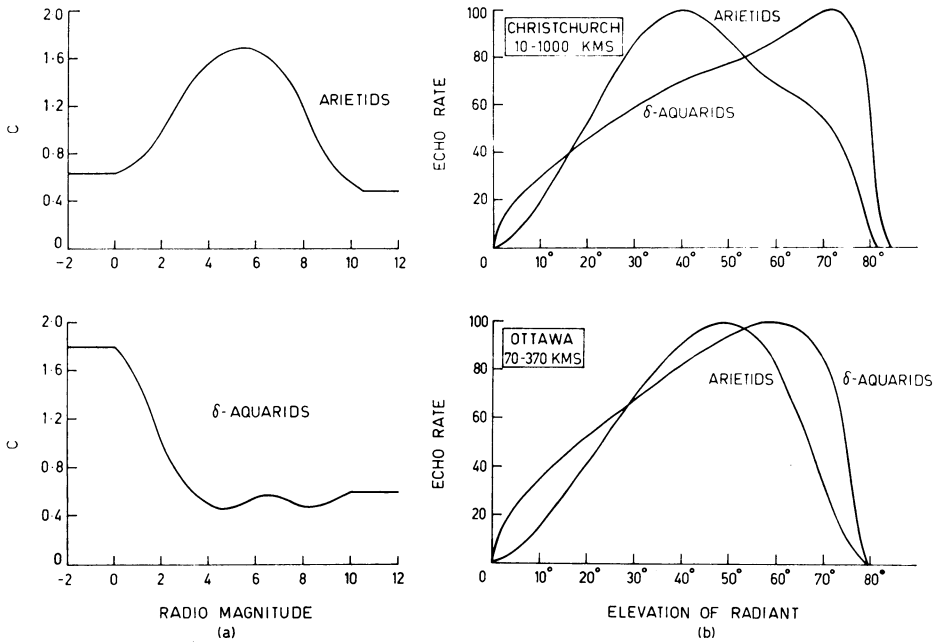 2·0
1·6
1·2
0·8
0·4
0
C
ARIETIDS
-2 0 2 4 6 8 10 12
2·0
1·6
1·2
0·8
0·4
0
C
δ-AQUARIDS
-2 0 2 4 6 8 10 12
RADIO MAGNITUDE
(a)
100
80
60
40
20
0
ECHO RATE
CHRISTCHURCH
10-1000 KMS
ARIETIDS
δ-AQUARIDS
10° 20° 30° 40° 50° 60° 70° 80°
100
80
60
40
20
0
ECHO RATE
OTTAWA
70-370 KMS
ARIETIDS
δ-AQUARIDS
10° 20° 30° 40° 50° 60° 70° 80°
ELEVATION OF RADIANT
(b)